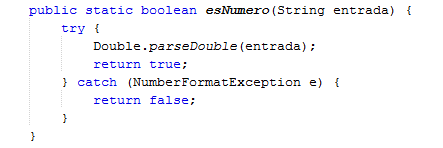 public static boolean esNumero(String entrada) {
try {
Double.parseDouble(entrada);
return true;
} catch (NumberFormatException e) {
return false;
}
}